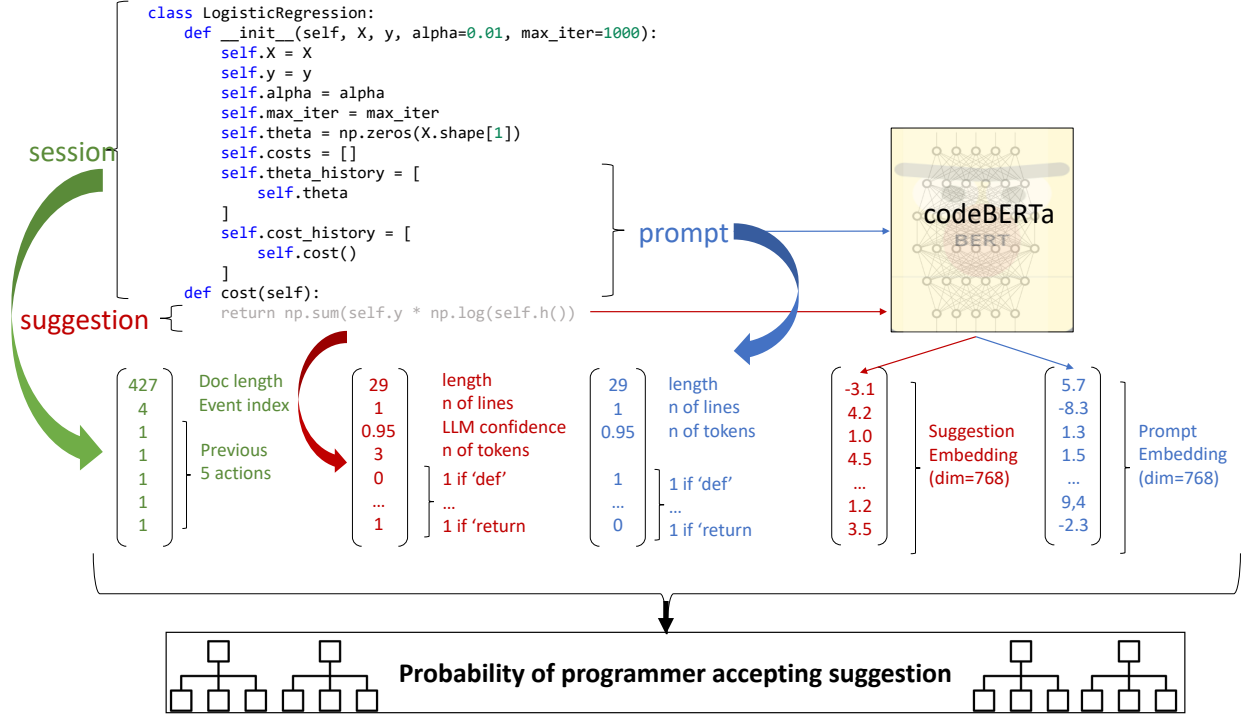 class LogisticRegression:
def __init__(self, X, y, alpha=0.01, max_iter=1000):
self.X = X
self.y = y
self.alpha = alpha
self.max_iter = max_iter
self.theta = np.zeros(X.shape[1])
self.costs = []
self.theta_history = [
self.theta
]
self.cost_history = [
self.cost()
]
def cost(self):
return np.sum(self.y * np.log(self.h())
session
suggestion
prompt
codeBERTa
BERT
427
4
1
1
1
1
1
Doc length
Event index
Previous
5 actions
29
1
0.95
3
0
...
1
length
n of lines
LLM confidence
n of tokens
1 if ‘def’
...
1 if ‘return
29
1
0.95
1
...
0
length
n of lines
n of tokens
1 if ‘def’
...
1 if ‘return
-3.1
4.2
1.0
4.5
...
1.2
3.5
Suggestion
Embedding
(dim=768)
5.7
-8.3
1.3
1.5
...
9,4
-2.3
Prompt
Embedding
(dim=768)
Probability of programmer accepting suggestion